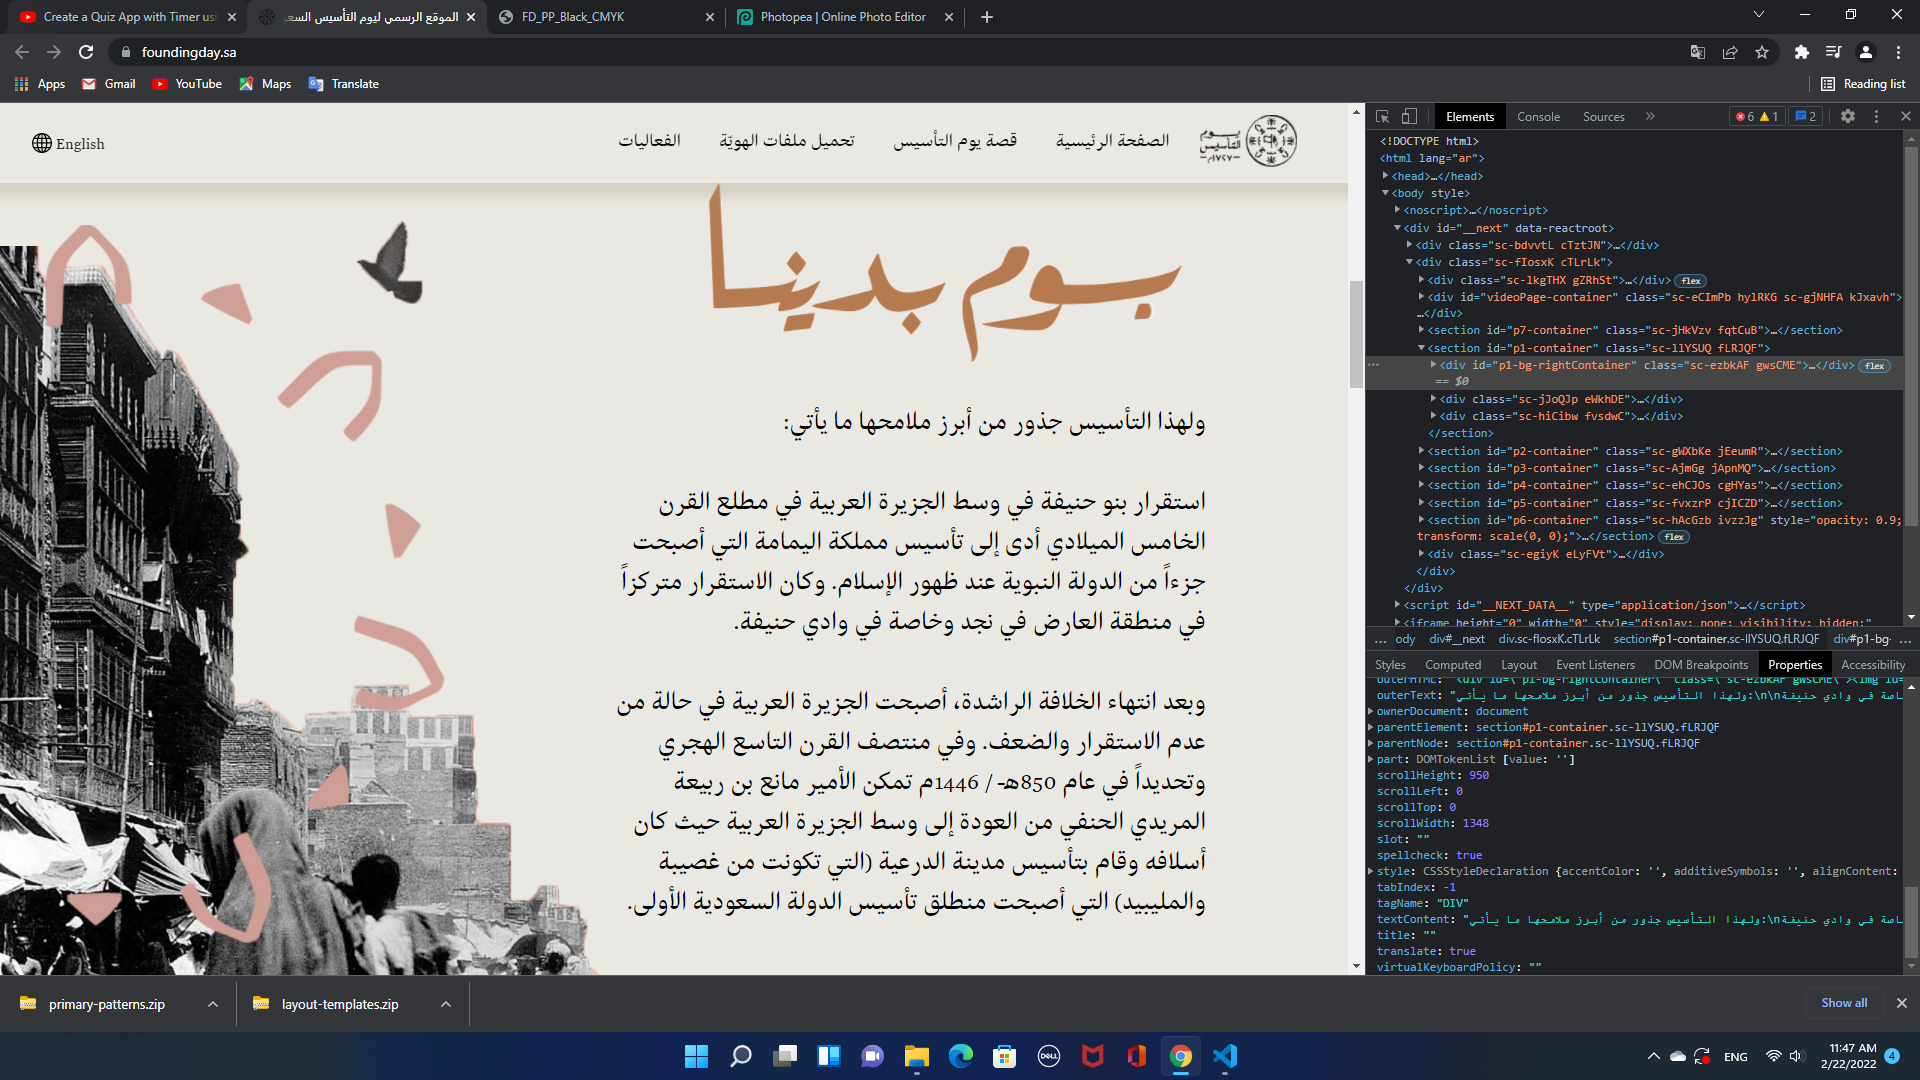 Create a Quiz App with Timer usi
الموقع الرسمي ليوم التأسيس السعو
FD_PP_Black_CMYK
Photopea | Online Photo Editor
foundingday.sa
Apps
Gmail
YouTube
Maps
Translate
Reading list
English
الفعاليات
تحميل ملفات الهويّة
قصة يوم التأسيس
الصفحة الرئيسية
يوم
التأسيس
١٧٢٧م
يوم بدينا
ولهذا التأسيس جذور من أبرز ملامحها ما يأتي:
استقرار بنو حنيفة في وسط الجزيرة العربية في مطلع القرن
الخامس الميلادي أدى إلى تأسيس مملكة اليمامة التي أصبحت
جزءاً من الدولة النبوية عند ظهور الإسلام. وكان الاستقرار متركزاً
في منطقة العارض في نجد وخاصة في وادي حنيفة.
وبعد انتهاء الخلافة الراشدة، أصبحت الجزيرة العربية في حالة من
عدم الاستقرار والضعف. وفي منتصف القرن التاسع الهجري
وتحديداً في عام 850هـ- / 1446م تمكن الأمير مانع بن ربيعة
المريدي الحنفي من العودة إلى وسط الجزيرة العربية حيث كان
أسلافه وقام بتأسيس مدينة الدرعية (التي تكونت من غصيبة
والمليبيد) التي أصبحت منطلق تأسيس الدولة السعودية الأولى.
Elements
Console
Sources
6
1
2
<!DOCTYPE html>
<html lang="ar">
<head>…</head>
<body style>
<noscript>…</noscript>
<div id="__next" data-reactroot>
<div class="sc-bdvvtL cTztJN">…</div>
<div class="sc-fIosxK cTLrLk">
<div class="sc-lkgTHX gZRhSt">…</div> flex
<div id="videoPage-container" class="sc-eCImPb hylRKG sc-gjNHFA kJxavh">
…</div>
<section id="p7-container" class="sc-jHkVzv fqtCuB">…</section>
<section id="p1-container" class="sc-llYSUQ fLRJQF">
<div id="p1-bg-rightContainer" class="sc-ezbkAF gwsCME">…</div> flex
== $0
<div class="sc-jJoQJp eWkhDE">…</div>
<div class="sc-hiCibw fvsdwC">…</div>
</section>
<section id="p2-container" class="sc-gWXbKe jEeumR">…</section>
<section id="p3-container" class="sc-AjmGg jApnMQ">…</section>
<section id="p4-container" class="sc-ehCJOs cgHYas">…</section>
<section id="p5-container" class="sc-fvxzrP cjICZD">…</section>
<section id="p6-container" class="sc-hAcGzb ivzzJg" style="opacity: 0.9;
transform: scale(0, 0);">…</section> flex
<div class="sc-egiyK eLyFVt">…</div>
</div>
</div>
<script id="__NEXT_DATA__" type="application/json">…</script>
<iframe height="0" width="0" style="display: none; visibility: hidden;"
… ody div#__next div.sc-fIosxK.cTLrLk section#p1-container.sc-llYSUQ.fLRJQF div#p1-bg- …
Styles
Computed
Layout
Event Listeners
DOM Breakpoints
Properties
Accessibility
outerHTML: "<div id=\"p1-bg-rightContainer\" class=\"sc-ezbkAF gwsCME\"><img id=
outerText: "ولهذا التأسيس جذور من أبرز ملامحها ما يأتي:\n\nاصة في وادي حنيفة
ownerDocument: document
parentElement: section#p1-container.sc-llYSUQ.fLRJQF
parentNode: section#p1-container.sc-llYSUQ.fLRJQF
part: DOMTokenList [value: '']
scrollHeight: 950
scrollLeft: 0
scrollTop: 0
scrollWidth: 1348
slot: ""
spellcheck: true
style: CSSStyleDeclaration {accentColor: '', additiveSymbols: '', alignContent:
tabIndex: -1
tagName: "DIV"
textContent: "ولهذا التأسيس جذور من أبرز ملامحها ما يأتي:\nاصة في وادي حنيفة
title: ""
translate: true
virtualKeyboardPolicy: ""
primary-patterns.zip
layout-templates.zip
Show all
DELL
ENG
11:47 AM
2/22/2022
4